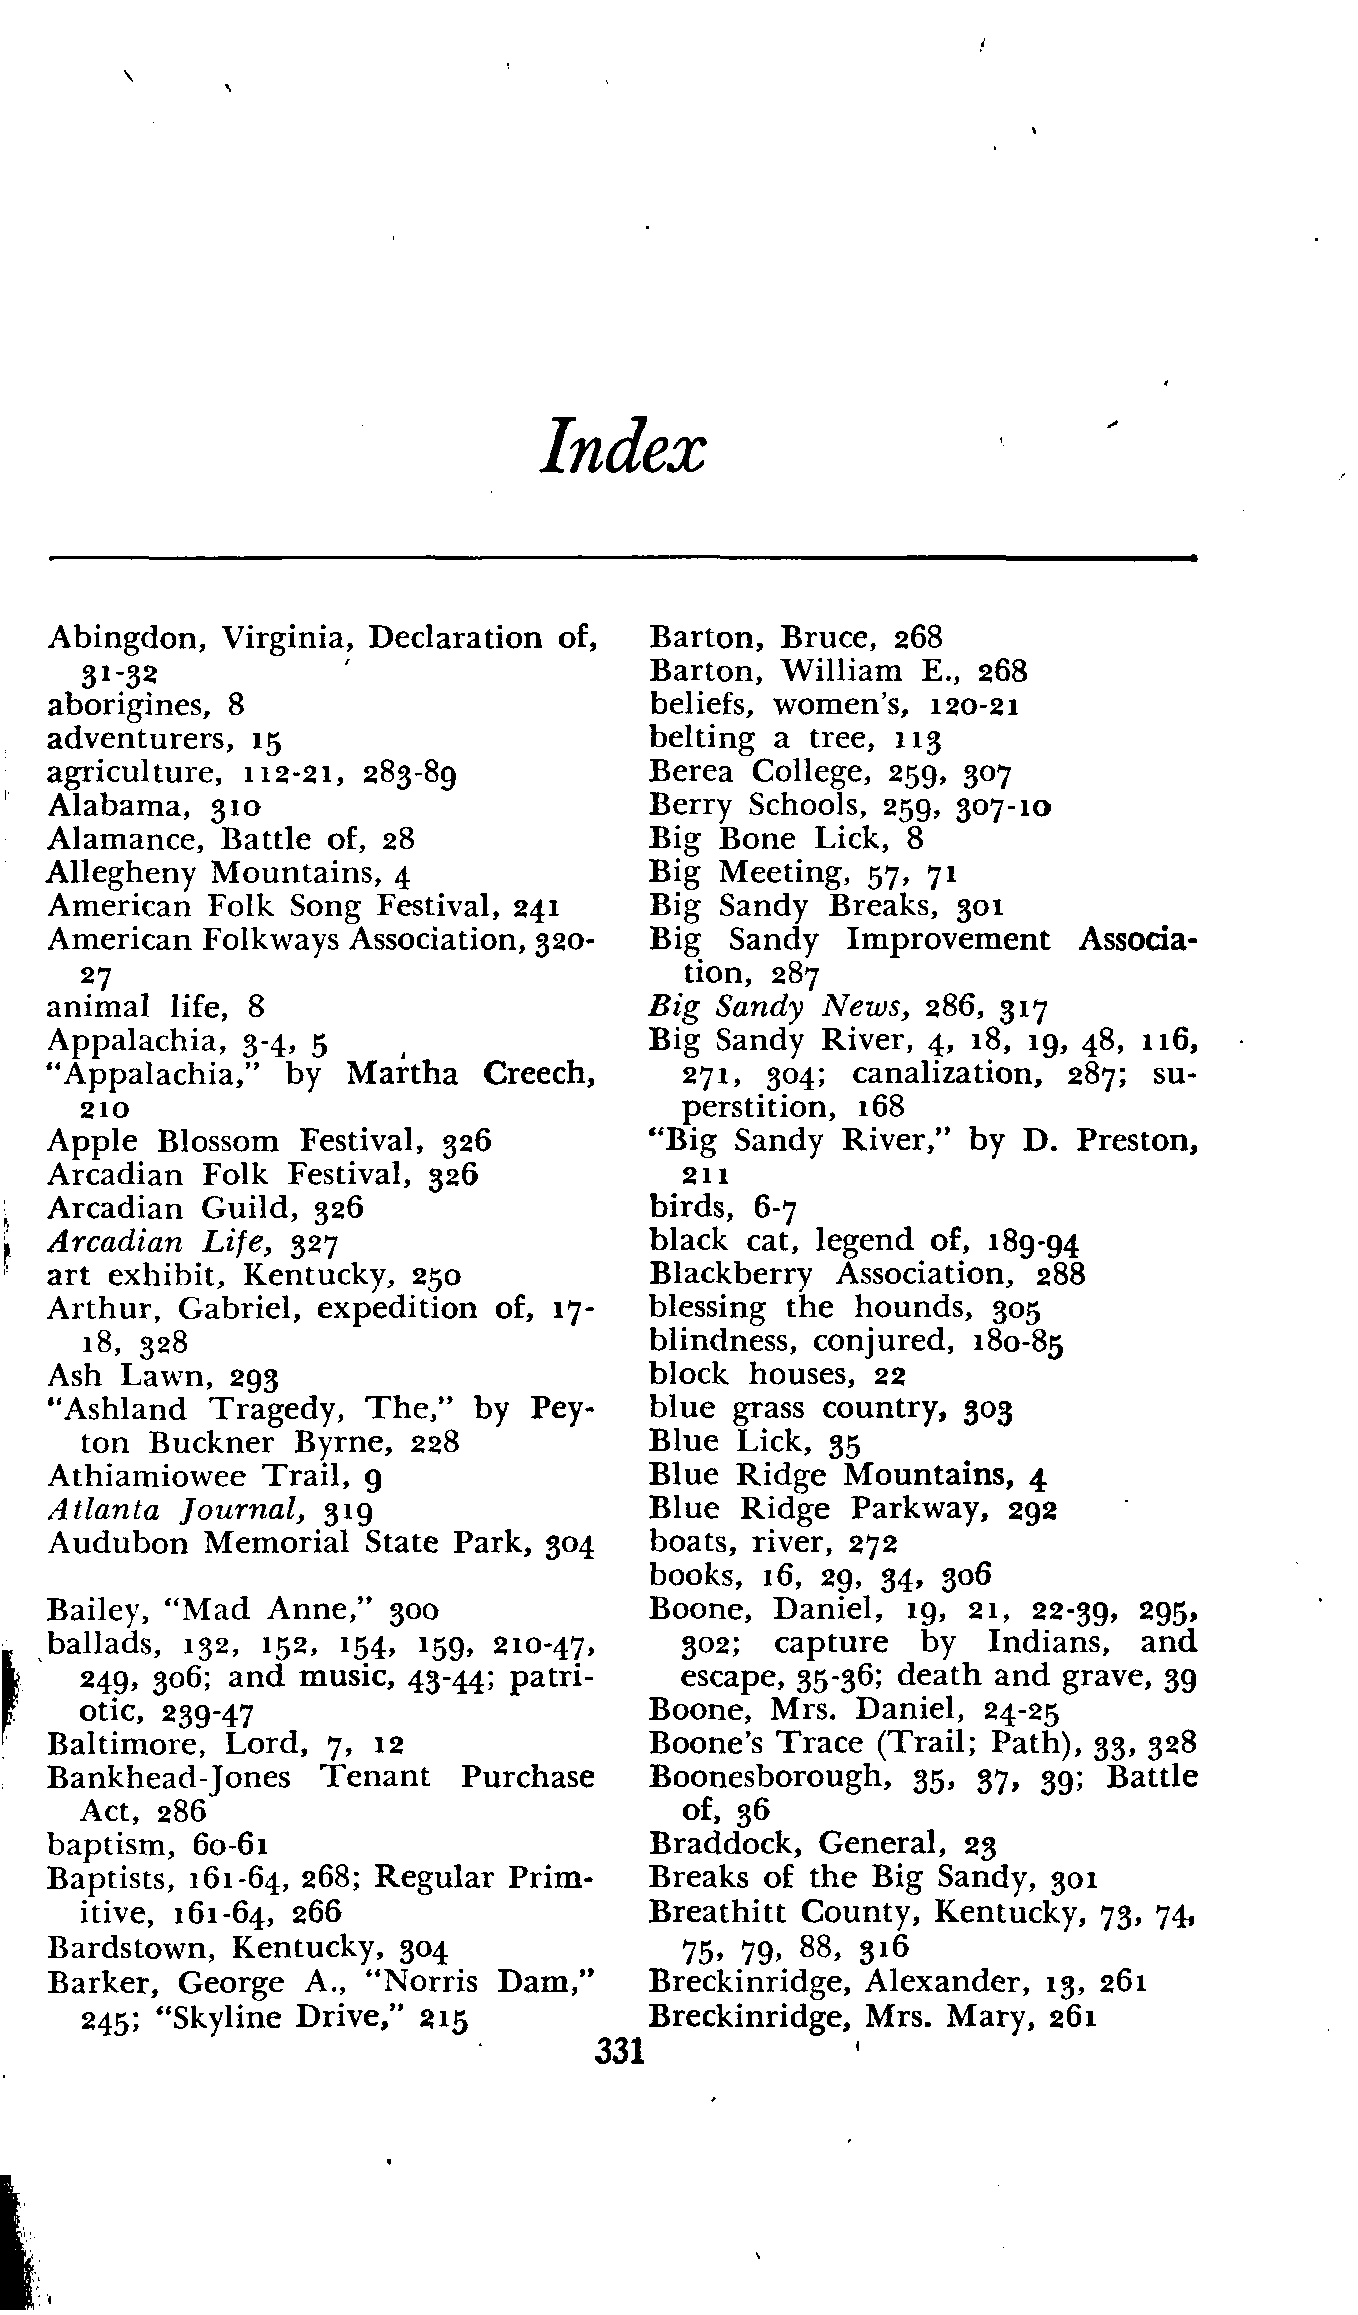 Index
Abingdon, Virginia, Declaration of,
31-32
aborigines, 8
adventurers, 15
agriculture, 112-21, 283-89
Alabama, 310
Alamance, Battle of, 28
Allegheny Mountains, 4
American Folk Song Festival, 241
American Folkways Association, 320-
27
animal life, 8
Appalachia, 3-4, 5
"Appalachia," by Martha Creech,
210
Apple Blossom Festival, 326
Arcadian Folk Festival, 326
Arcadian Guild, 326
Arcadian Life, 327
art exhibit, Kentucky, 250
Arthur, Gabriel, expedition of, 17-
18, 328
Ash Lawn, 293
"Ashland Tragedy, The," by Pey-
ton Buckner Byrne, 228
Athiamiowee Trail, 9
Atlanta Journal, 319
Audubon Memorial State Park, 304
Bailey, "Mad Anne," 300
ballads, 132, 152, 154, 159, 210-47,
249, 306; and music, 43-44; patri-
otic, 239-47
Baltimore, Lord, 7, 12
Bankhead-Jones Tenant Purchase
Act, 286
baptism, 60-61
Baptists, 161-64, 268; Regular Prim-
itive, 161-64, 266
Bardstown, Kentucky, 304
Barker, George A., "Norris Dam,"
245; "Skyline Drive," 215
Barton, Bruce, 268
Barton, William E., 268
beliefs, women's, 120-21
belting a tree, 113
Berea College, 259, 307
Berry Schools, 259, 307-10
Big Bone Lick, 8
Big Meeting, 57, 71
Big Sandy Breaks, 301
Big Sandy Improvement Associa-
tion, 287
Big Sandy News, 286, 317
Big Sandy River, 4, 18, 19, 48, 116,
271, 304; canalization, 287; su-
perstition, 168
"Big Sandy River," by D. Preston,
211
birds, 6-7
black cat, legend of, 189-94
Blackberry Association, 288
blessing the hounds, 305
blindness, conjured, 180-85
block houses, 22
blue grass country, 303
Blue Lick, 35
Blue Ridge Mountains, 4
Blue Ridge Parkway, 292
boats, river, 272
books, 16, 29, 34, 306
Boone, Daniel, 19, 21, 22-39, 295,
302; capture by Indians, and
escape, 35-36; death and grave, 39
Boone, Mrs. Daniel, 24-25
Boone's Trace (Trail; Path), 33, 328
Boonesborough, 35, 37, 39; Battle
of, 36
Braddock, General, 23
Breaks of the Big Sandy, 301
Breathitt County, Kentucky, 73, 74,
75, 79, 88, 316
Breckinridge, Alexander, 13, 261
Breckinridge, Mrs. Mary, 261
331